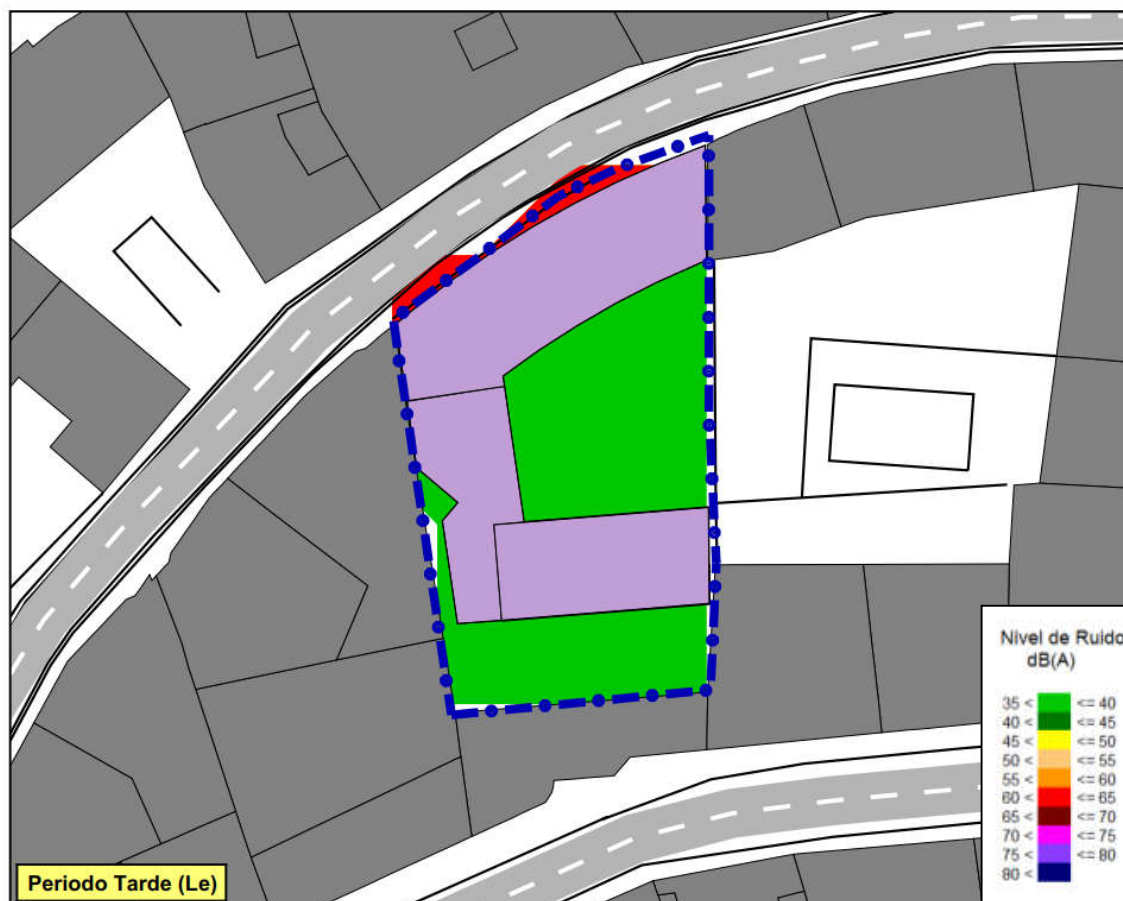 Nivel de Ruido
dB(A)
35 < <= 40
40 < <= 45
45 < <= 50
50 < <= 55
55 < <= 60
60 < <= 65
65 < <= 70
70 < <= 75
75 < <= 80
80 <
Periodo Tarde (Le)